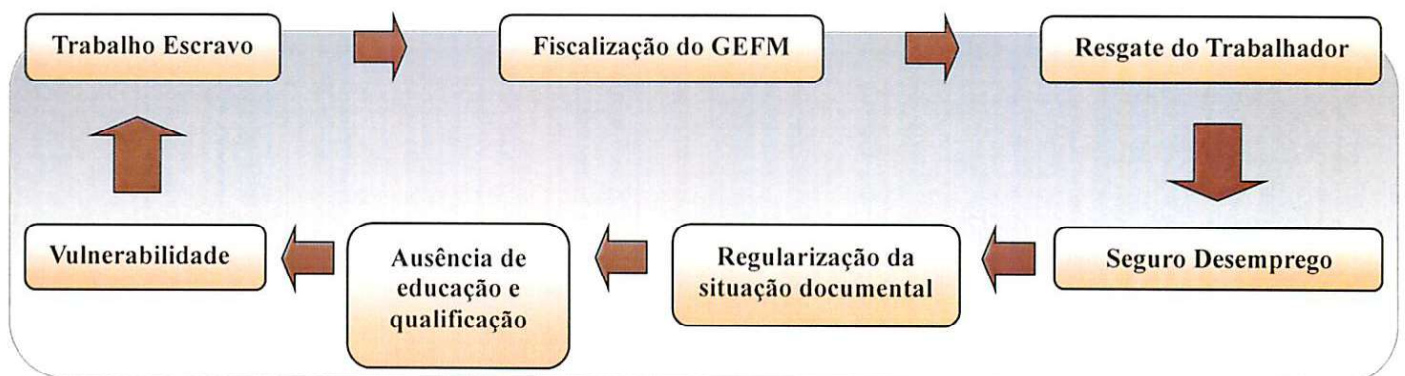 Trabalho Escravo
Fiscalização do GEFM
Resgate do Trabalhador
Seguro Desemprego
Regularização da
situação documental
Ausência de
educação e
qualificação
Vulnerabilidade